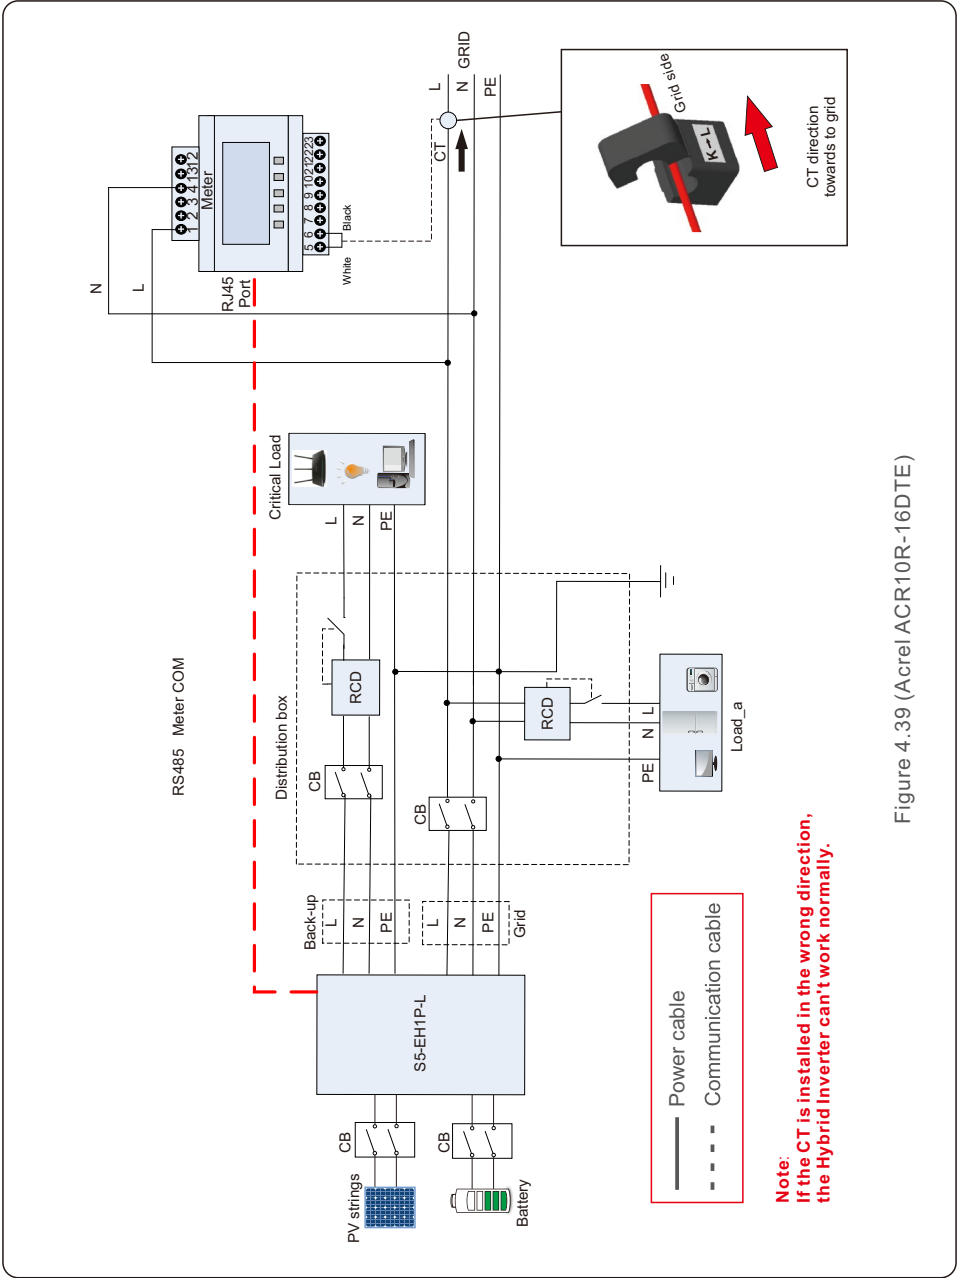 GRID
L
N
PE
CT
Grid side
K→L
CT direction
towards to grid
1 2 3 4 13 12
Meter
5 6 7 8 9 10 21 22 23
White
Black
RJ45
Port
N
L
Critical Load
L
N
PE
RS485 Meter COM
Distribution box
RCD
CB
RCD
CB
L
N
PE
Load_a
Back-up
L
N
PE
L
N
PE
Grid
S5-EH1P-L
CB
CB
PV strings
Battery
Power cable
Communication cable
Note:
If the CT is installed in the wrong direction,
the Hybrid Inverter can't work normally.
Figure 4.39 (Acrel ACR10R-16DTE)